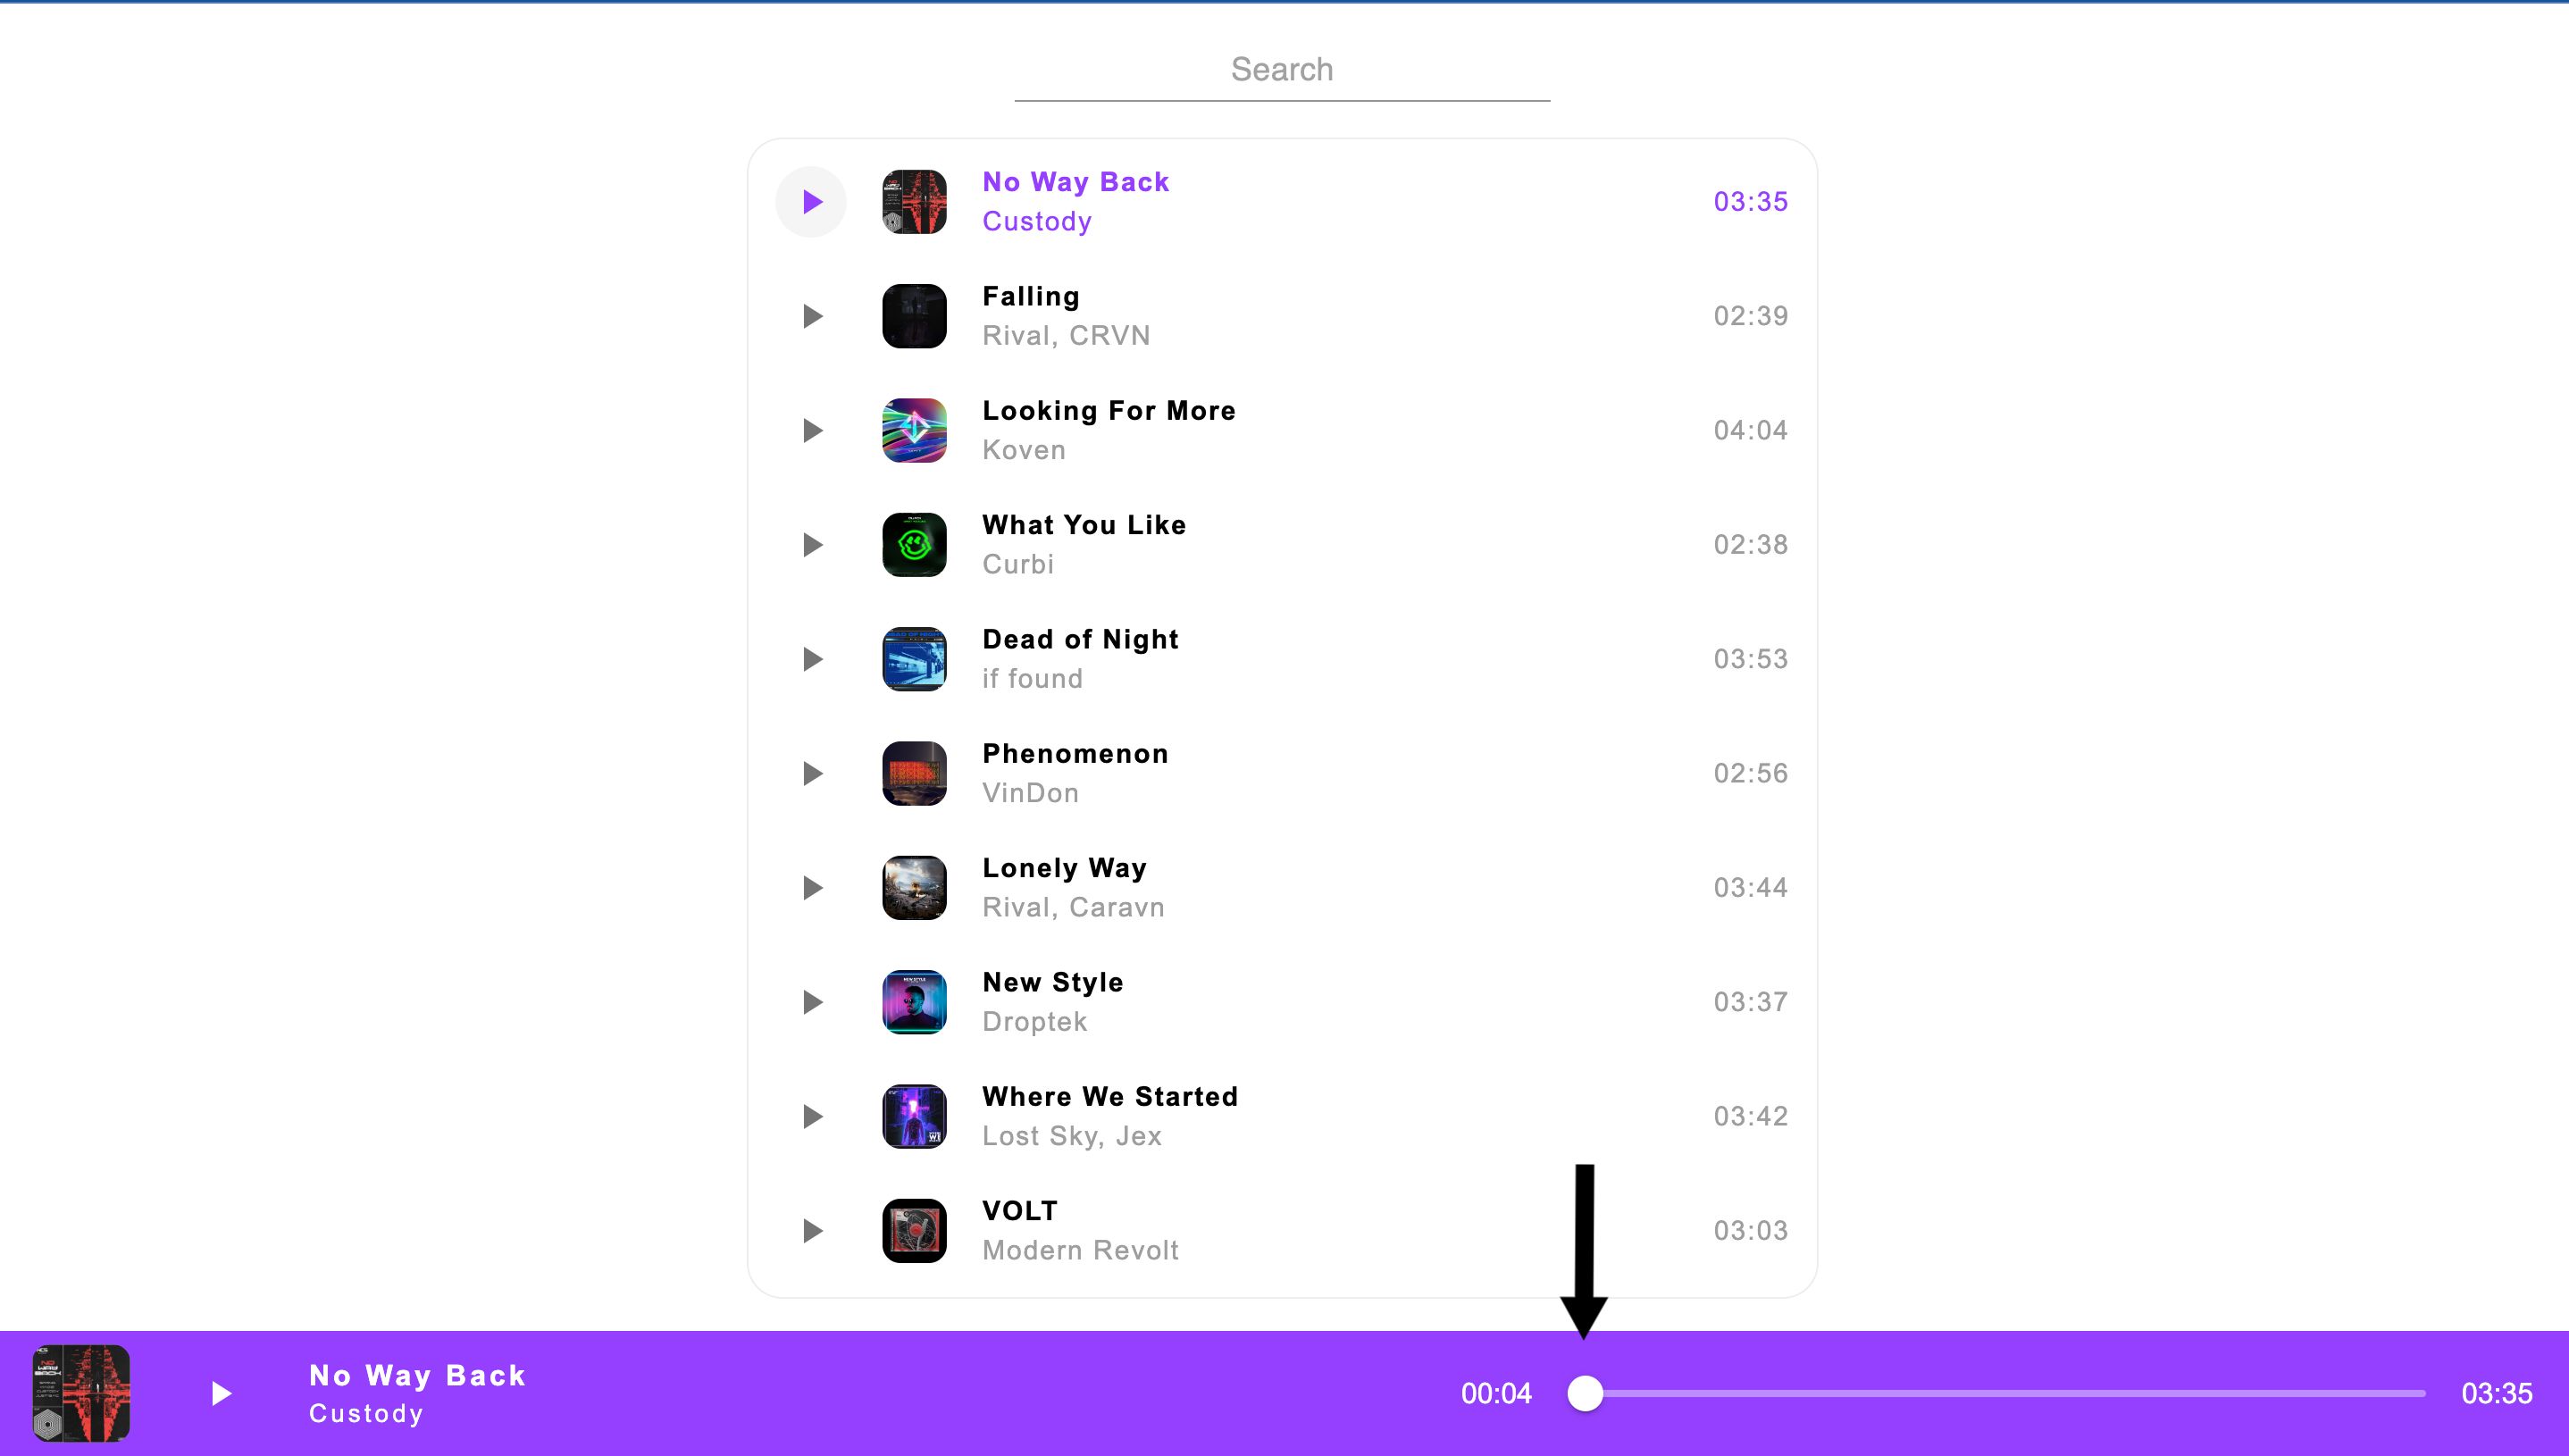 Search
No Way Back
Custody
03:35
Falling
Rival, CRVN
02:39
Looking For More
Koven
04:04
What You Like
Curbi
02:38
Dead of Night
if found
03:53
Phenomenon
VinDon
02:56
Lonely Way
Rival, Caravn
03:44
New Style
Droptek
03:37
Where We Started
Lost Sky, Jex
03:42
VOLT
Modern Revolt
03:03
No Way Back
Custody
00:04
03:35